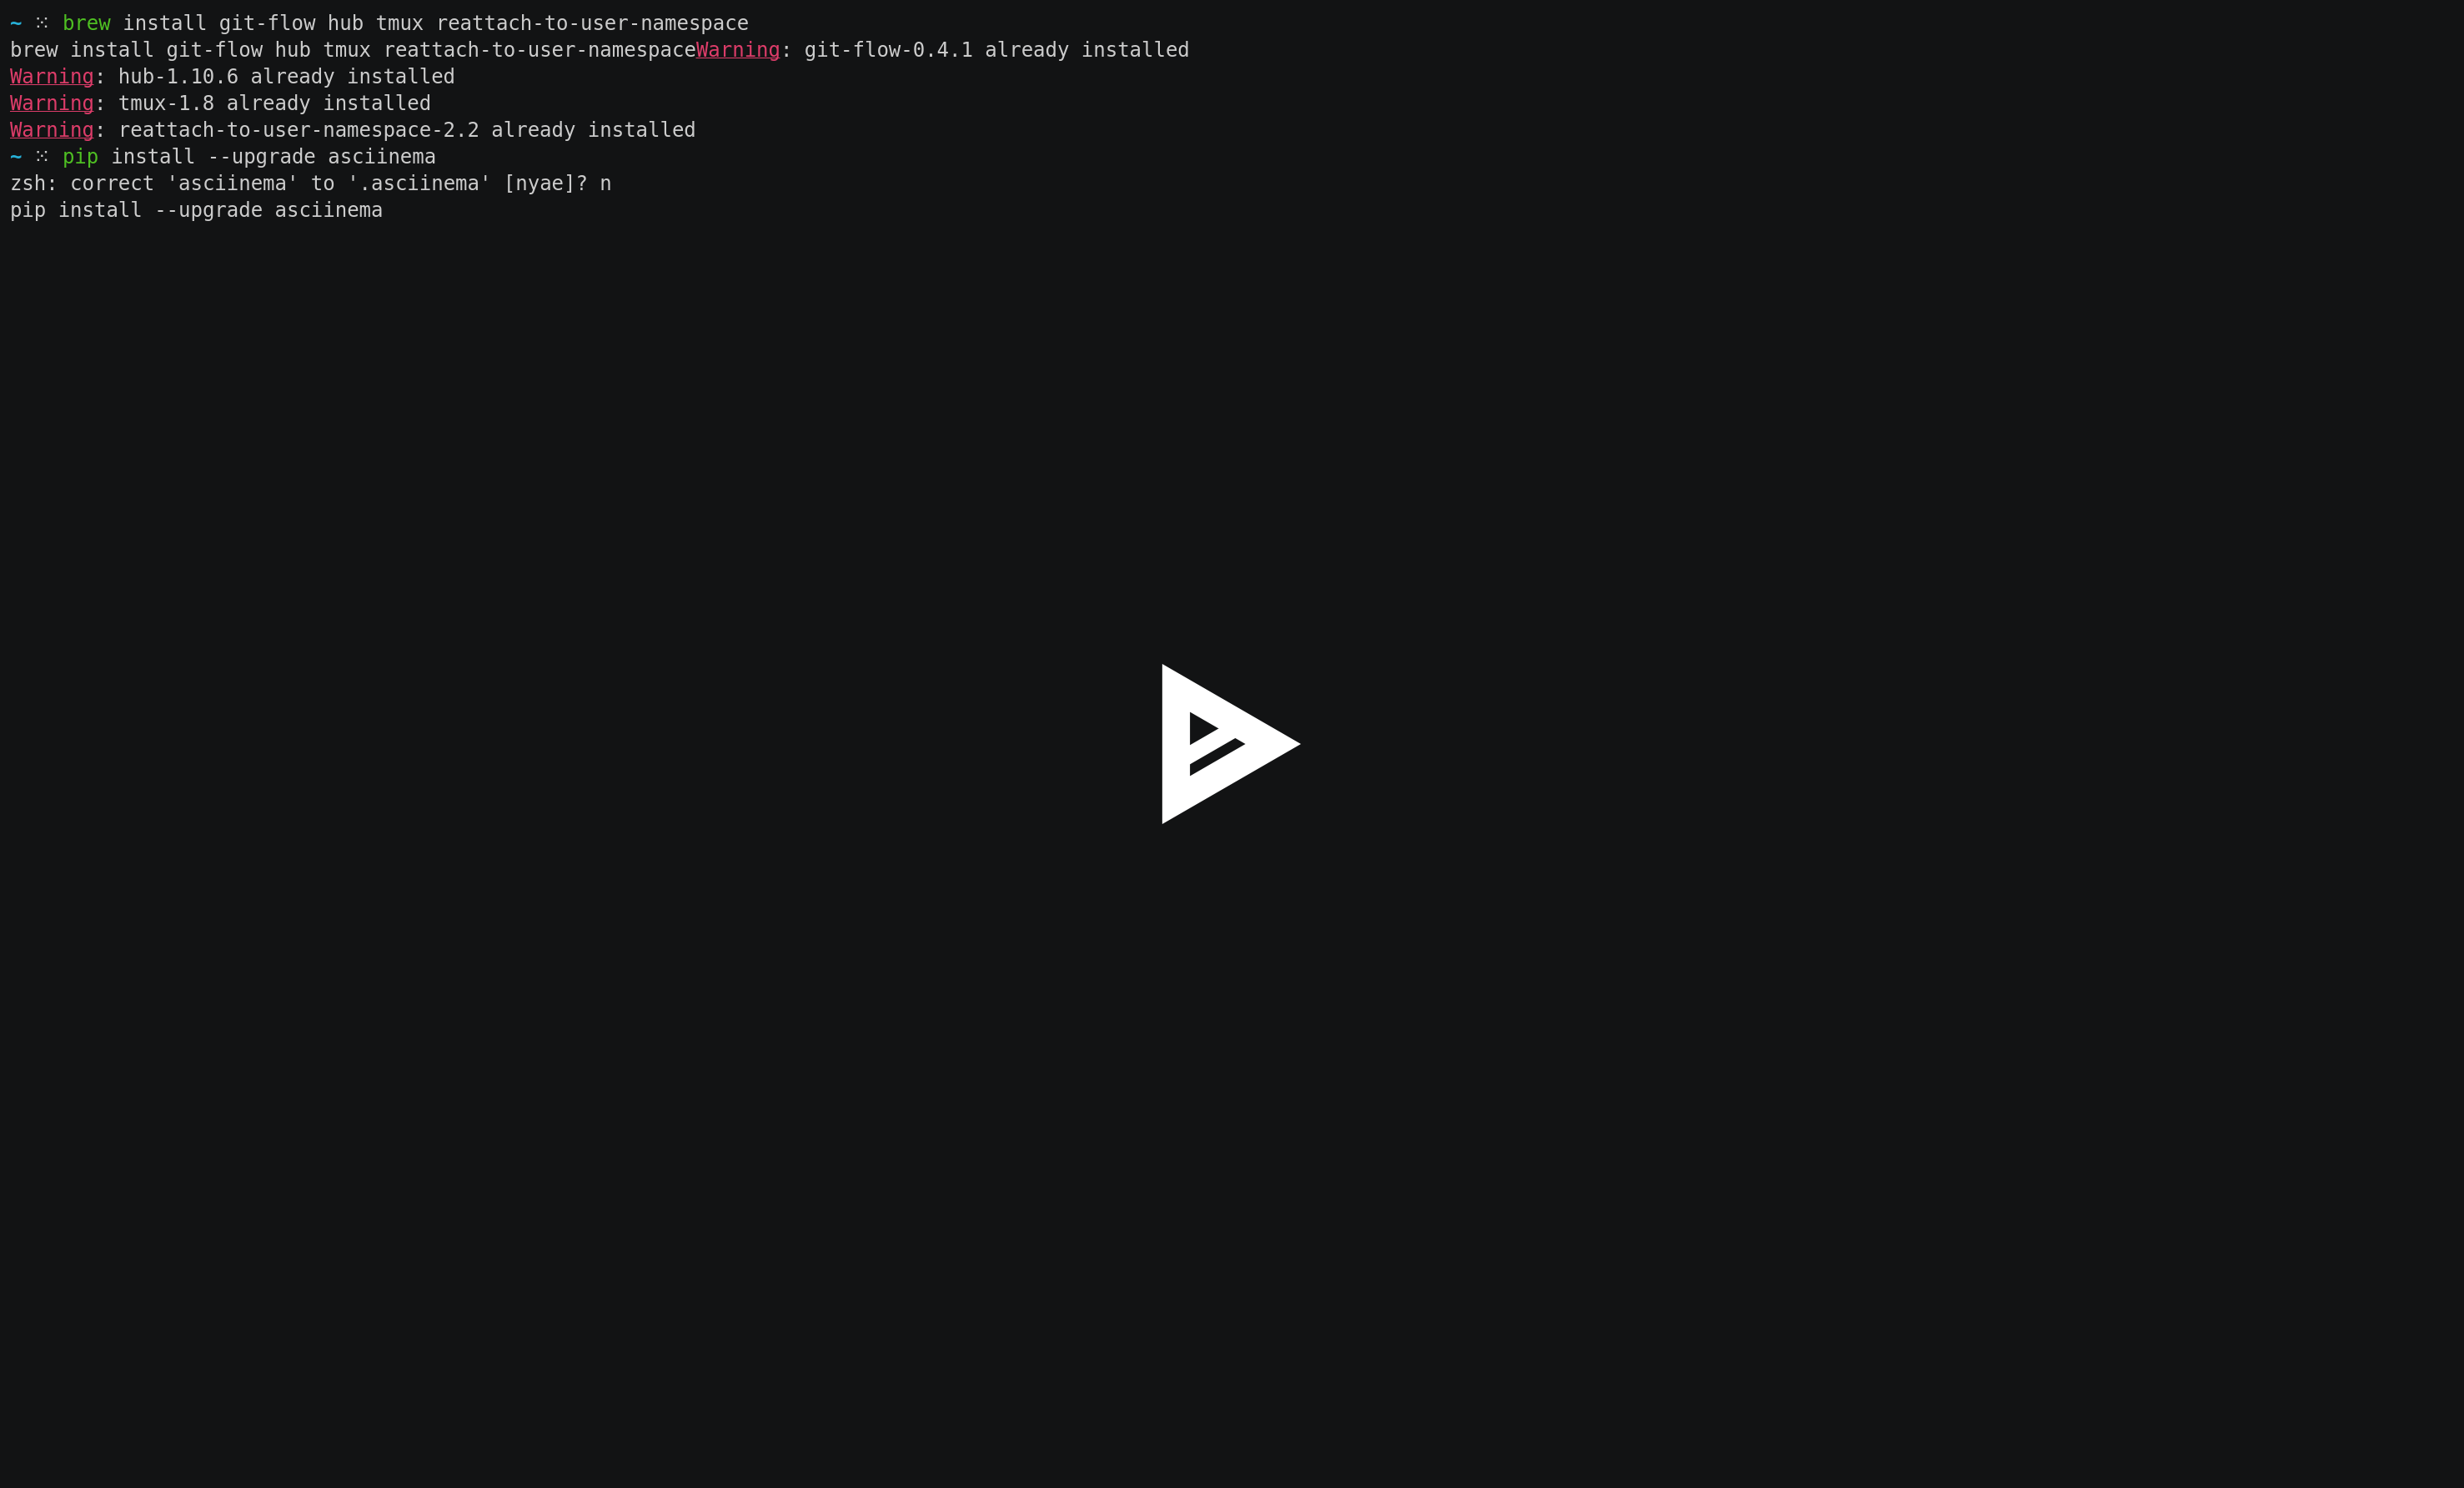 ~ ⁙ brew install git-flow hub tmux reattach-to-user-namespace
brew install git-flow hub tmux reattach-to-user-namespaceWarning: git-flow-0.4.1 already installed
Warning: hub-1.10.6 already installed
Warning: tmux-1.8 already installed
Warning: reattach-to-user-namespace-2.2 already installed
~ ⁙ pip install --upgrade asciinema
zsh: correct 'asciinema' to '.asciinema' [nyae]? n
pip install --upgrade asciinema